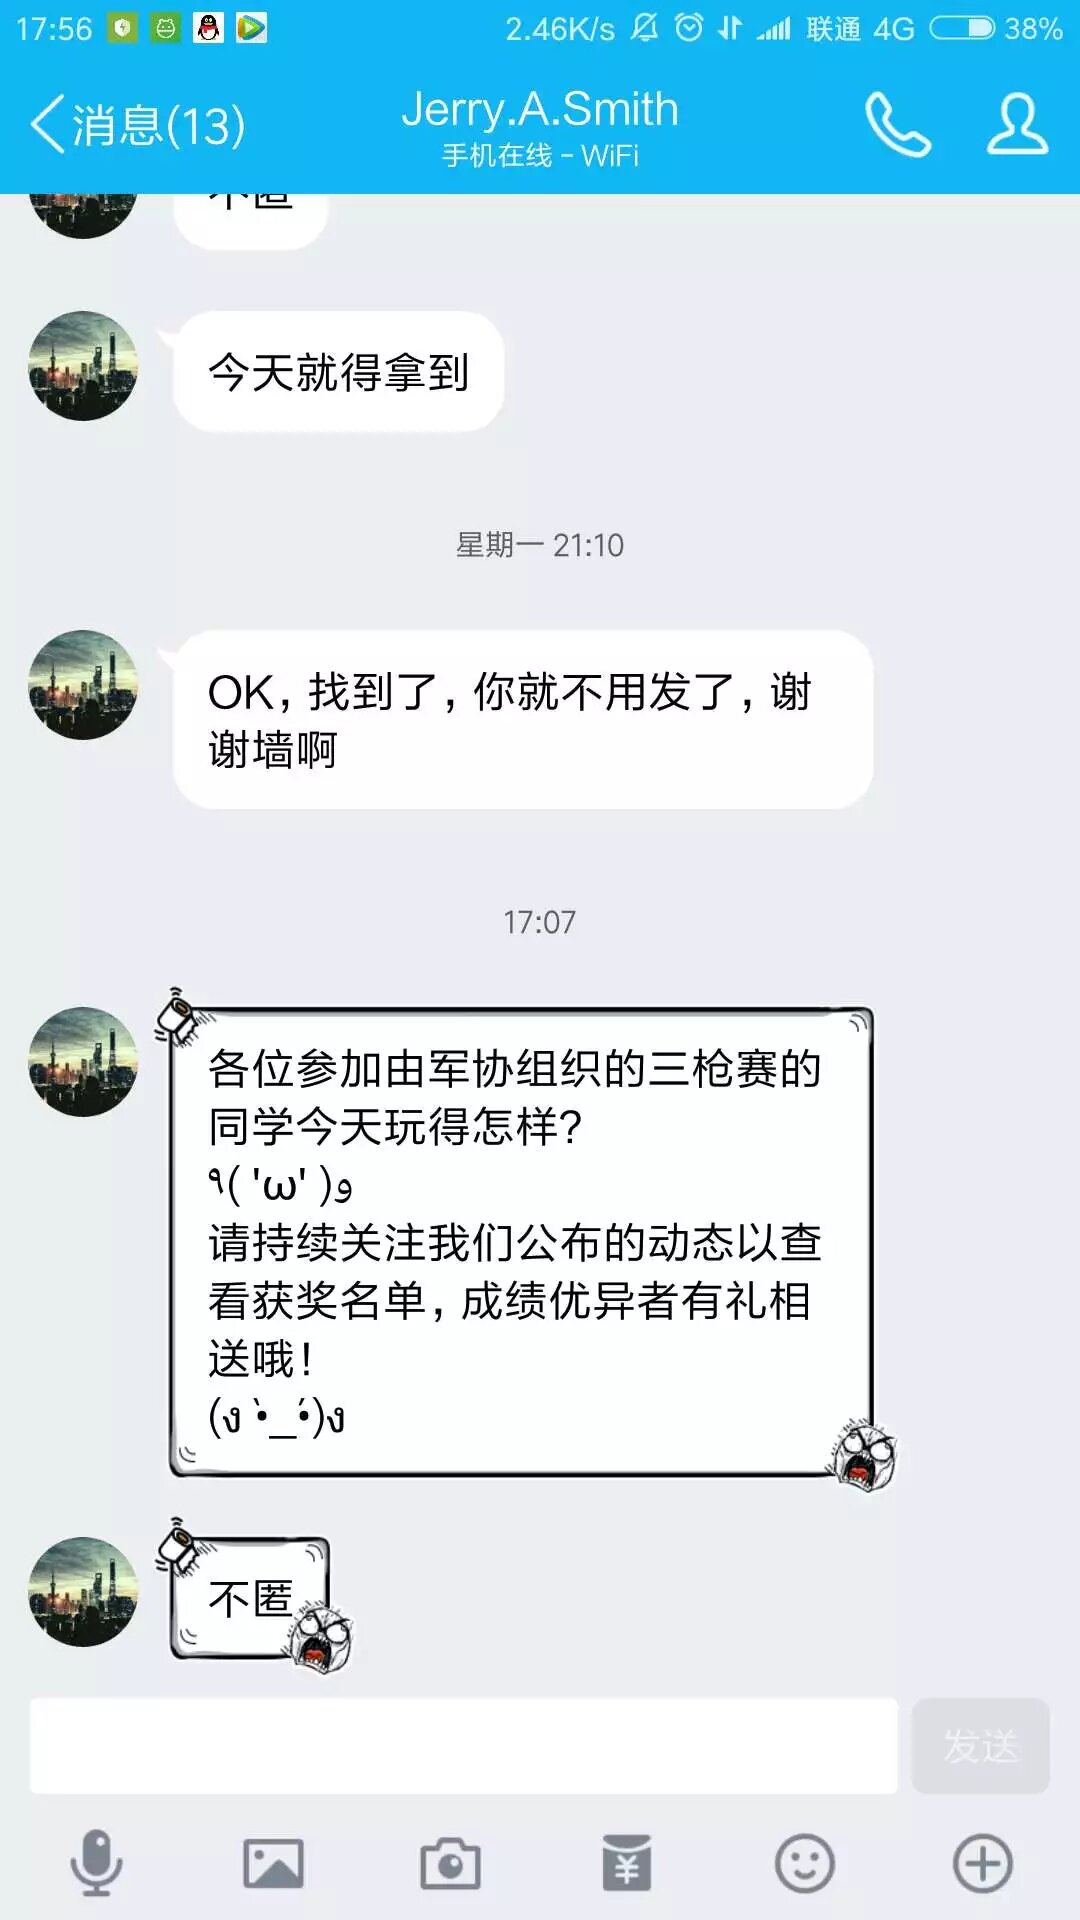 17:56 2.46K/s 联通 4G 38%
消息(13)
Jerry.A.Smith
手机在线 - WiFi
不匿
今天就得拿到
星期一 21:10
OK, 找到了, 你就不用发了, 谢
谢墙啊
17:07
各位参加由军协组织的三枪赛的
同学今天玩得怎样?
٩( 'ω' )و
请持续关注我们公布的动态以查
看获奖名单, 成绩优异者有礼相
送哦!
(ง •̀_•́)ง
不匿
发送